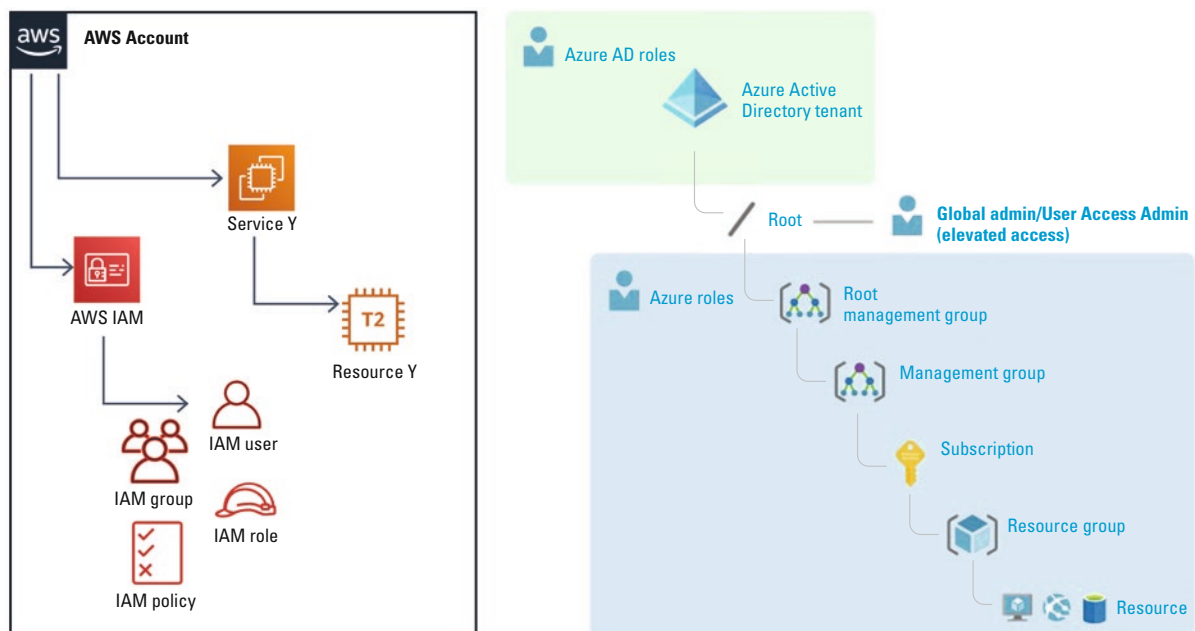 aws
AWS Account
Service Y
AWS IAM
T2
Resource Y
IAM user
IAM group
IAM role
IAM policy
Azure AD roles
Azure Active
Directory tenant
Root
Global admin/User Access Admin
(elevated access)
Azure roles
Root
management group
Management group
Subscription
Resource group
Resource